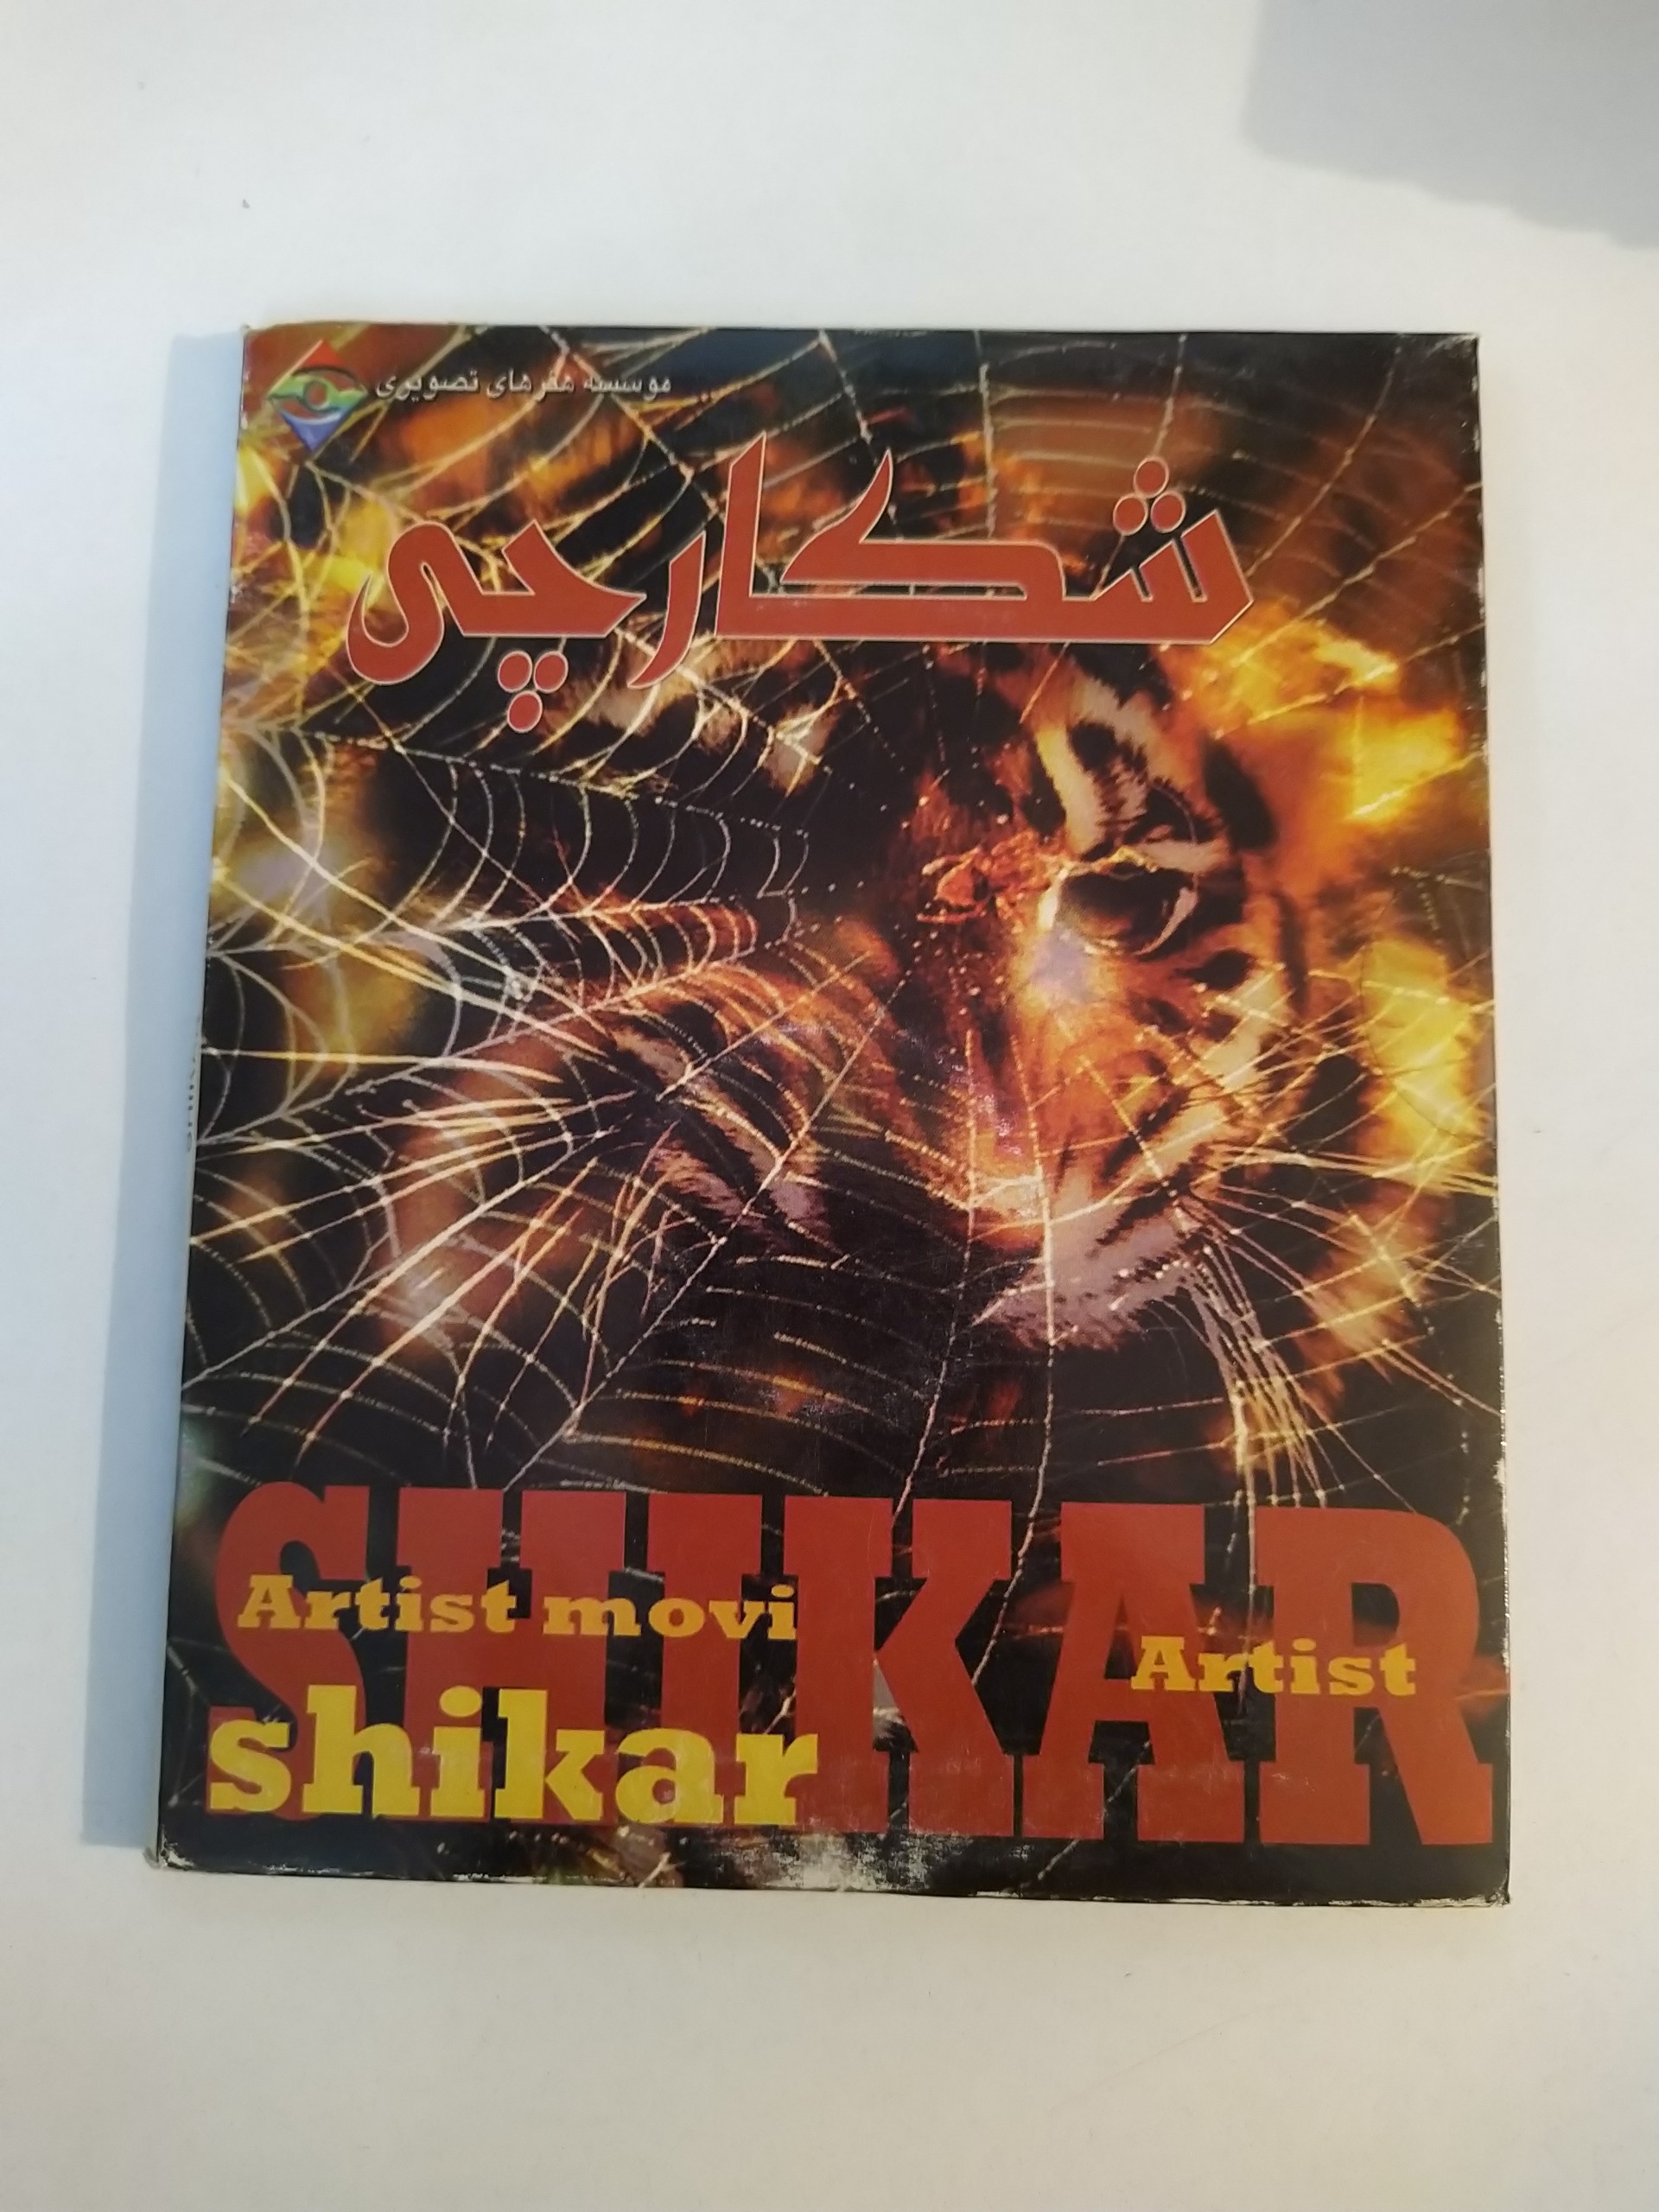 موسسه هنرهای تصویری
شکارچی
SHIKAR
Artist movi
Artist
shikar